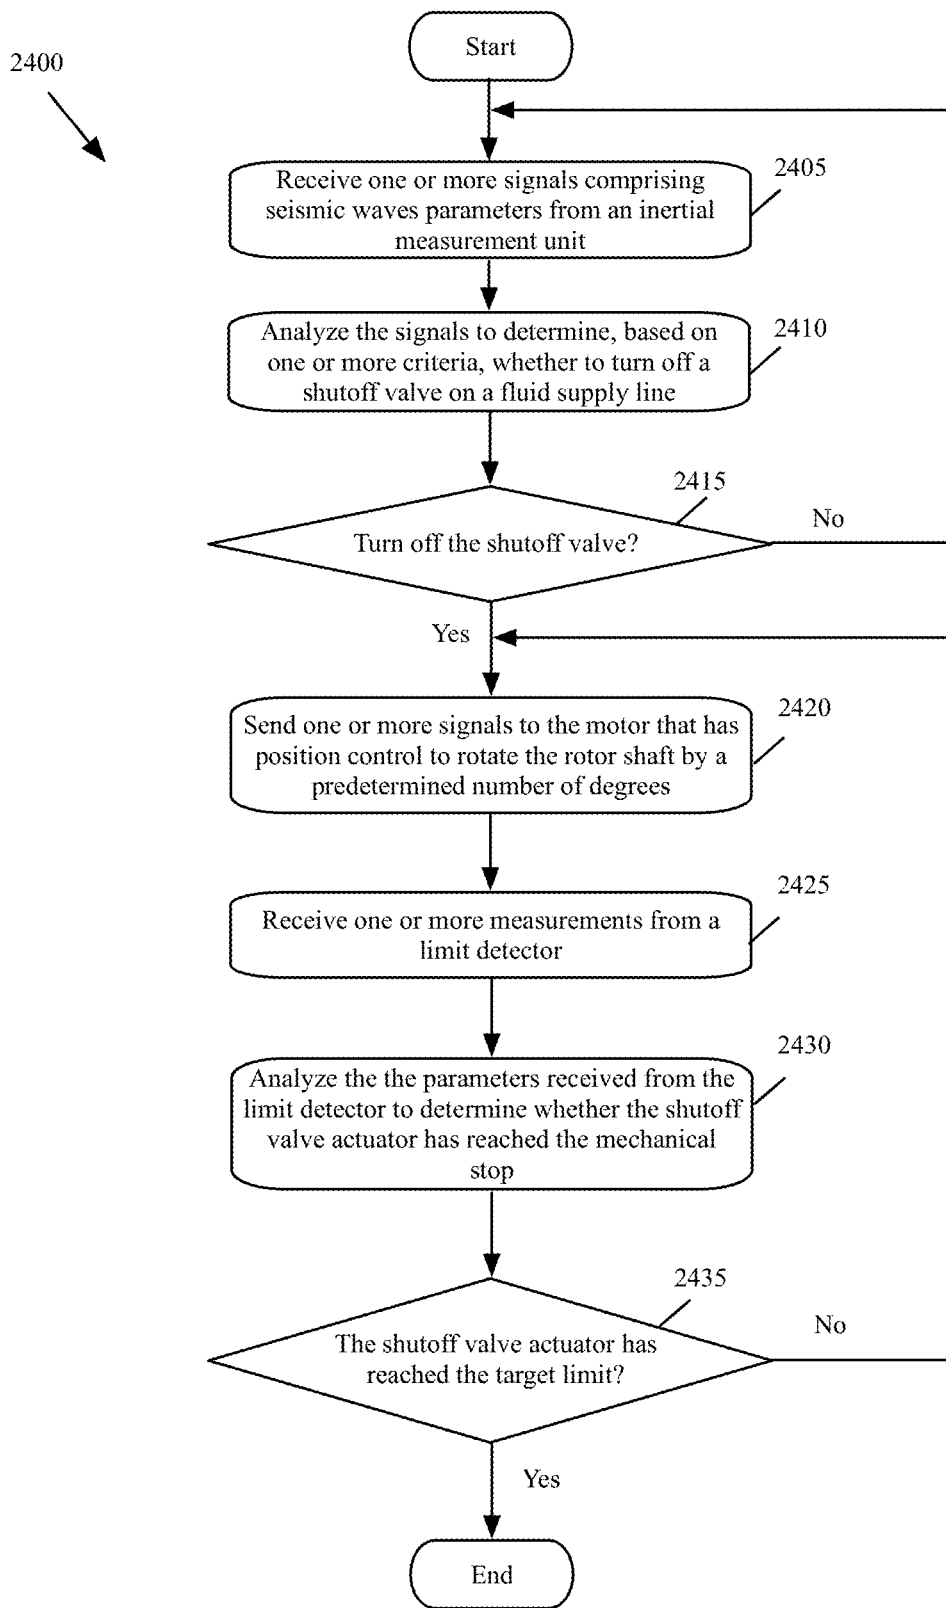 Start
2400
2405
Receive one or more signals comprising
seismic waves parameters from an inertial
measurement unit
2410
Analyze the signals to determine, based on
one or more criteria, whether to turn off a
shutoff valve on a fluid supply line
2415
No
Turn off the shutoff valve?
Yes
2420
Send one or more signals to the motor that has
position control to rotate the rotor shaft by a
predetermined number of degrees
2425
Receive one or more measurements from a
limit detector
2430
Analyze the the parameters received from the
limit detector to determine whether the shutoff
valve actuator has reached the mechanical
stop
2435
No
The shutoff valve actuator has
reached the target limit?
Yes
End